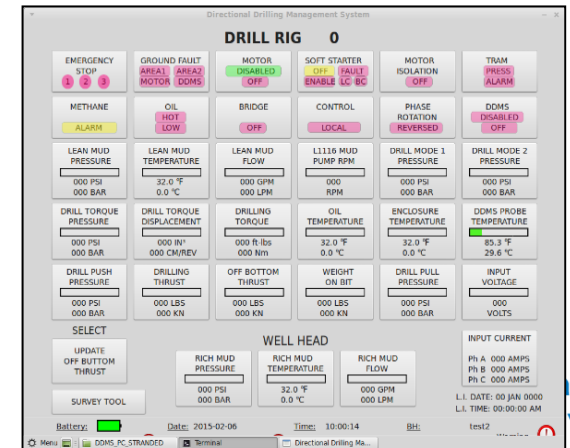 Directional Drilling Management System
DRILL RIG 0
EMERGENCY STOP
1 2 3
GROUND FAULT
AREA1 AREA2
MOTOR DDMS
MOTOR
DISABLED
OFF
SOFT STARTER
OFF FAULT
ENABLE LC BC
MOTOR ISOLATION
OFF
TRAM
PRESS
ALARM
METHANE
ALARM
OIL
HOT
LOW
BRIDGE
OFF
CONTROL
LOCAL
PHASE ROTATION
REVERSED
DDMS
DISABLED
OFF
LEAN MUD PRESSURE
000 PSI
000 BAR
LEAN MUD TEMPERATURE
32.0 °F
0.0 °C
LEAN MUD FLOW
000 GPM
000 LPM
L1116 MUD PUMP RPM
000
RPM
DRILL MODE 1 PRESSURE
000 PSI
000 BAR
DRILL MODE 2 PRESSURE
000 PSI
000 BAR
DRILL TORQUE PRESSURE
000 PSI
000 BAR
DRILL TORQUE DISPLACEMENT
000 IN³
000 CM/REV
DRILLING TORQUE
000 ft-lbs
000 Nm
OIL TEMPERATURE
32.0 °F
0.0 °C
ENCLOSURE TEMPERATURE
32.0 °F
0.0 °C
DDMS PROBE TEMPERATURE
85.3 °F
29.6 °C
DRILL PUSH PRESSURE
000 PSI
000 BAR
DRILLING THRUST
000 LBS
000 KN
OFF BOTTOM THRUST
000 LBS
000 KN
WEIGHT ON BIT
000 LBS
000 KN
DRILL PULL PRESSURE
000 PSI
000 BAR
INPUT VOLTAGE
000
VOLTS
SELECT
UPDATE
OFF BUTTOM
THRUST
SURVEY TOOL
WELL HEAD
RICH MUD PRESSURE
000 PSI
000 BAR
RICH MUD TEMPERATURE
32.0 °F
0.0 °C
RICH MUD FLOW
000 GPM
000 LPM
INPUT CURRENT
Ph A 000 AMPS
Ph B 000 AMPS
Ph C 000 AMPS
L.I. DATE: 00 JAN 0000
L.I. TIME: 00:00:00 AM
Battery: Date: 2015-02-06 Time: 10:00:14 BH: test2
Menu DDMS_PC_STRANDED Terminal Directional Drilling Ma...